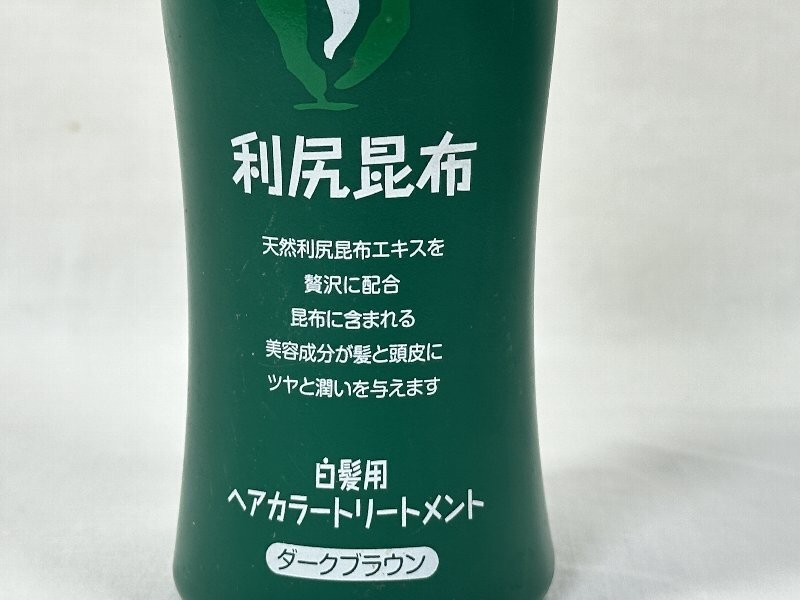 利尻昆布
天然利尻昆布エキスを
贅沢に配合
昆布に含まれる
美容成分が髪と頭皮に
ツヤと潤いを与えます
白髪用
ヘアカラートリートメント
ダークブラウン